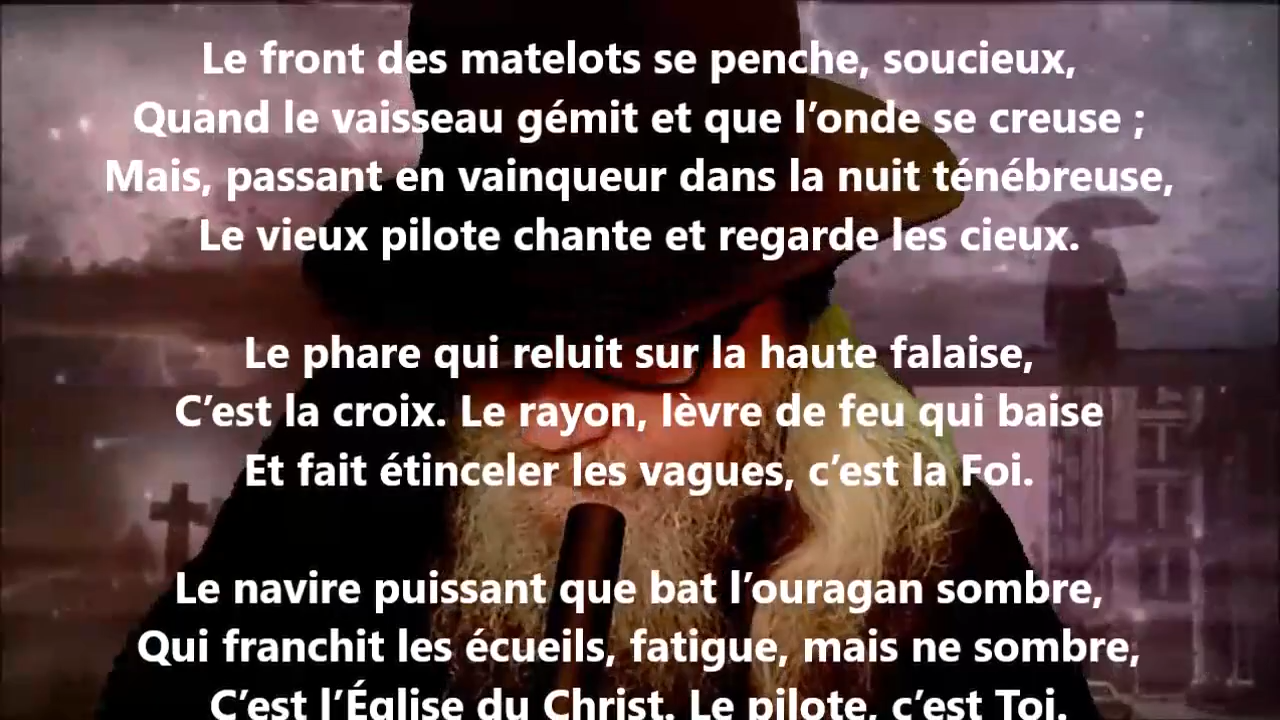 Le front des matelots se penche, soucieux,
Quand le vaisseau gémit et que l’onde se creuse ;
Mais, passant en vainqueur dans la nuit ténébreuse,
Le vieux pilote chante et regarde les cieux.
Le phare qui reluit sur la haute falaise,
C’est la croix. Le rayon, lèvre de feu qui baise
Et fait étinceler les vagues, c’est la Foi.
Le navire puissant que bat l’ouragan sombre,
Qui franchit les écueils, fatigue, mais ne sombre,
C’est l’Église du Christ. Le pilote, c’est Toi.